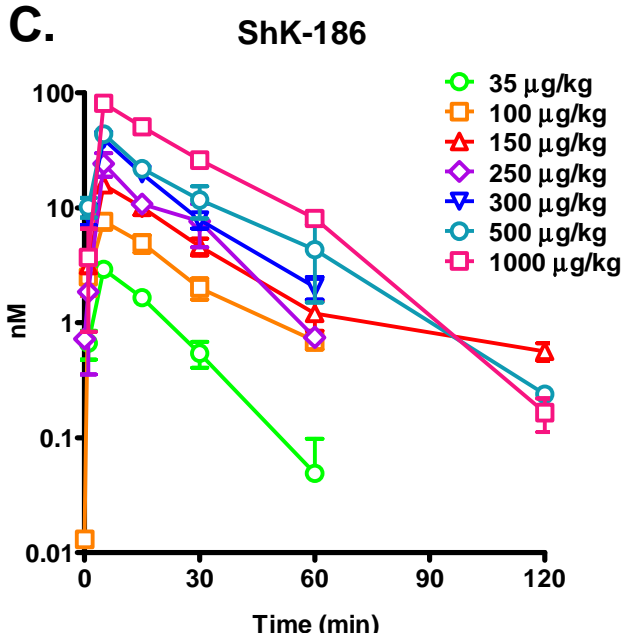 C.
ShK-186
35 μg/kg
100 μg/kg
150 μg/kg
250 μg/kg
300 μg/kg
500 μg/kg
1000 μg/kg
100
10
1
0.1
0.01
nM
0 30 60 90 120
Time (min)